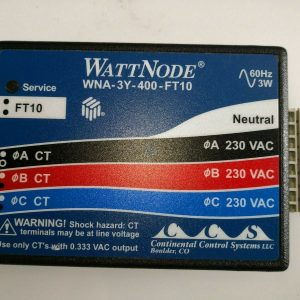 WATTNODE®
WNA-3Y-400-FT10
60Hz
3W
Service
FT10
Neutral
ØA CT
ØA 230 VAC
ØB CT
ØB 230 VAC
ØC CT
ØC 230 VAC
WARNING! Shock hazard: CT
terminals may be at line voltage
Use only CT's with 0.333 VAC output
CCS
Continental Control Systems LLC
Boulder, CO